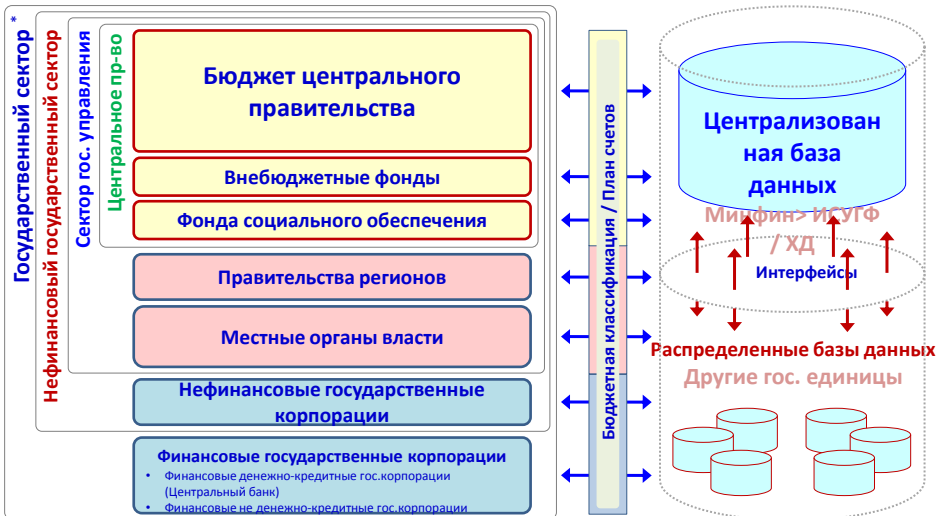 Государственный сектор *
Нефинансовый государственный сектор
Сектор гос. управления
Центральное пр-во
Бюджет центрального
правительства
Внебюджетные фонды
Фонда социального обеспечения
Правительства регионов
Местные органы власти
Нефинансовые государственные
корпорации
Финансовые государственные корпорации
• Финансовые денежно-кредитные гос.корпорации
(Центральный банк)
• Финансовые не денежно-кредитные гос.корпорации
Бюджетная классификация / План счетов
Централизован
ная база
данных
Минфин> ИСУГФ
/ ХД
Интерфейсы
Распределенные базы данных
Другие гос. единицы